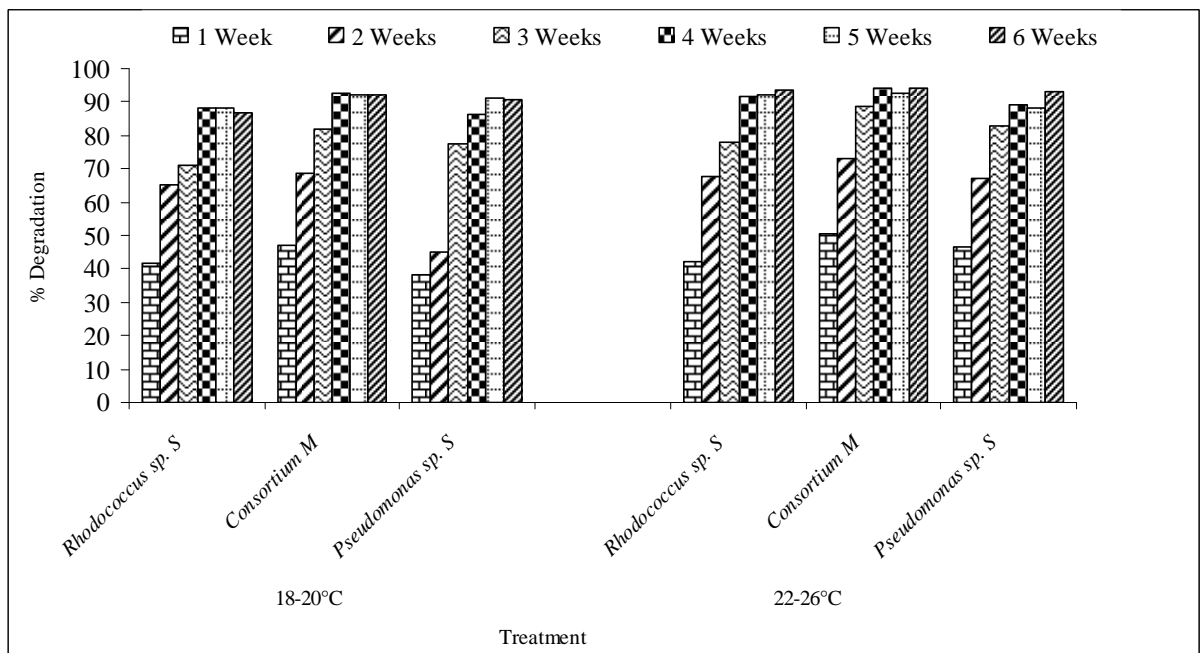 1 Week 2 Weeks 3 Weeks 4 Weeks 5 Weeks 6 Weeks
100
90
80
70
60
50
40
30
20
10
0
% Degradation
Rhodococcus sp. S
Consortium M
Pseudomonas sp. S
Rhodococcus sp. S
Consortium M
Pseudomonas sp. S
18-20°C
22-26°C
Treatment